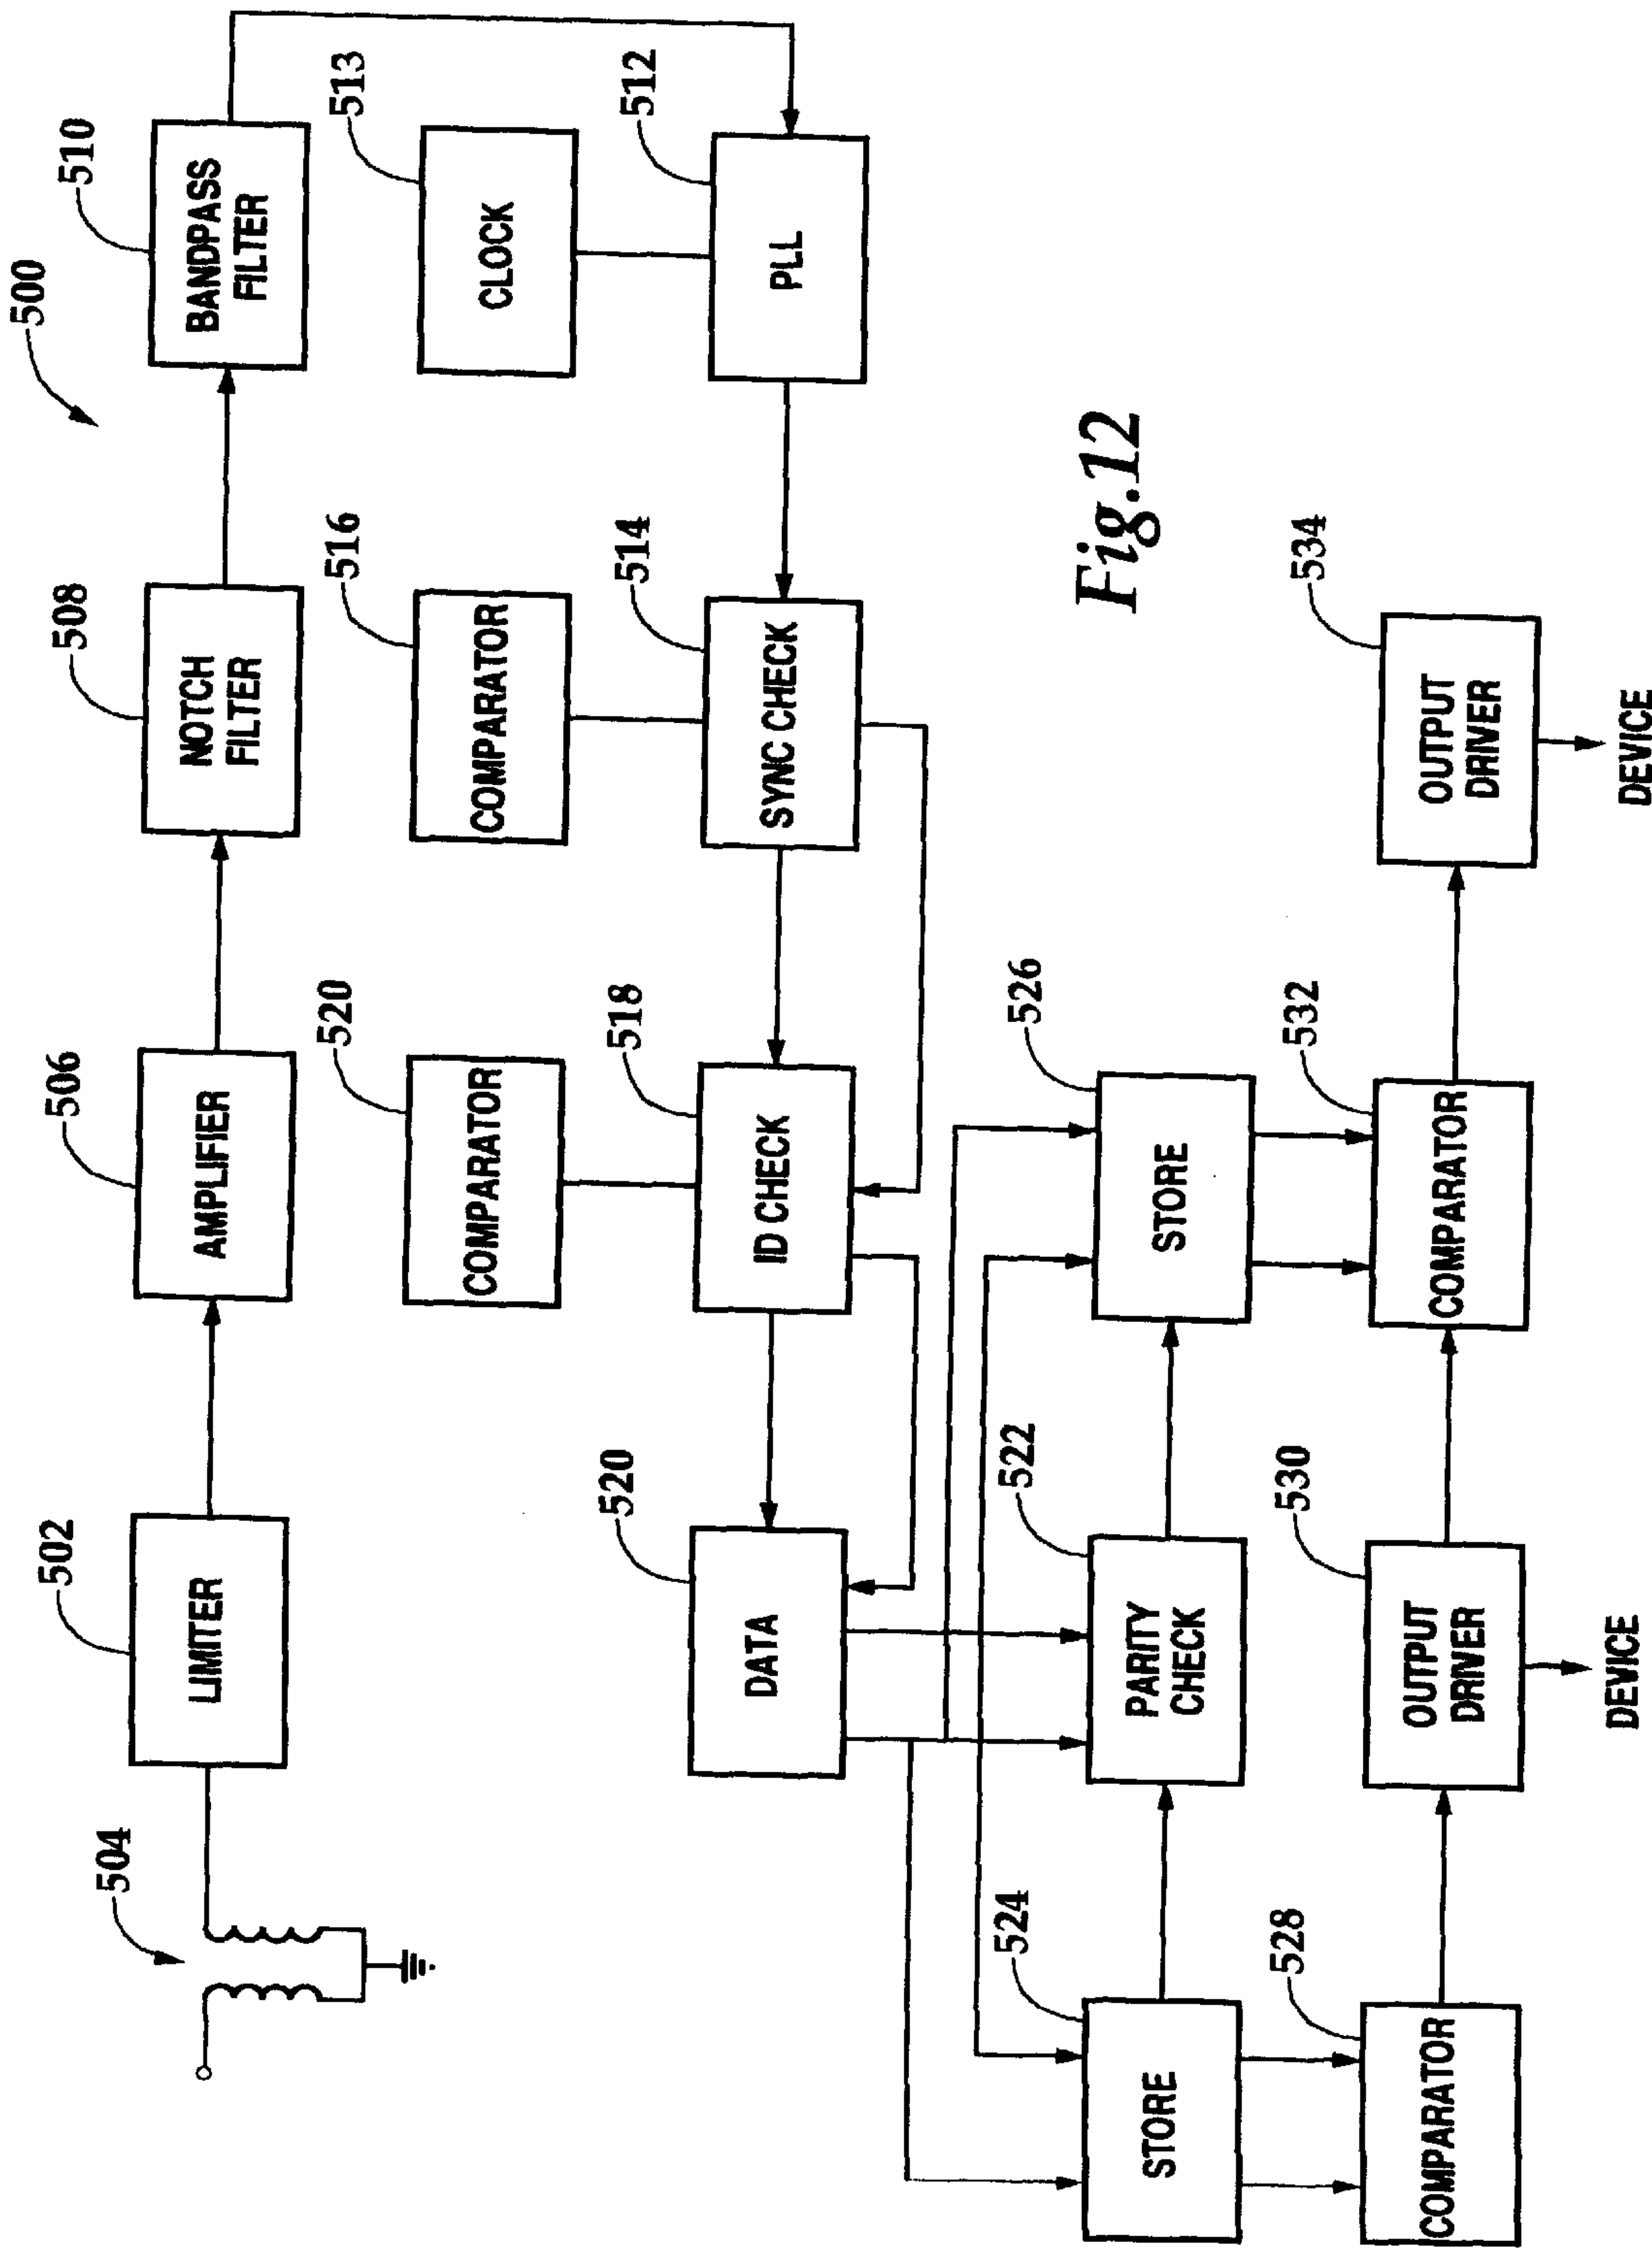 500
504
502
LIMITER
506
AMPLIFIER
508
NOTCH
FILTER
510
BANDPASS
FILTER
520
COMPARATOR
516
COMPARATOR
513
CLOCK
520
DATA
518
ID CHECK
514
SYNC CHECK
512
PLL
524
STORE
522
PARITY
CHECK
526
STORE
Fig.12
528
COMPARATOR
530
OUTPUT
DRIVER
532
COMPARATOR
534
OUTPUT
DRIVER
DEVICE
DEVICE